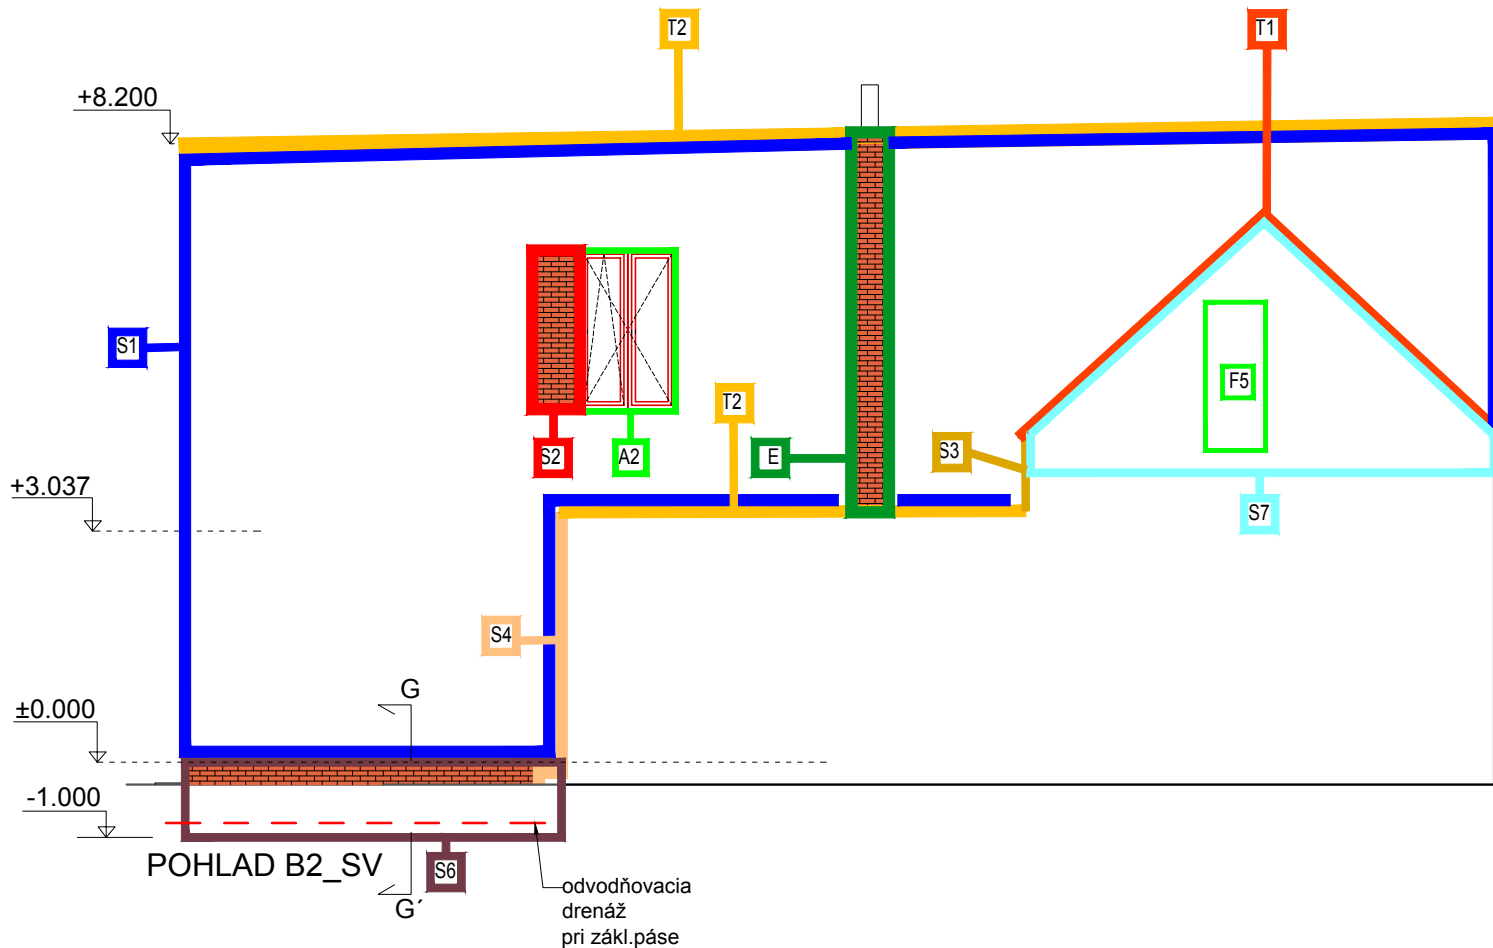 T2
T1
+8.200
S1
F5
T2
S2
A2
E
S3
+3.037
S7
S4
G
±0.000
-1.000
POHLAD B2_SV
S6
G´
odvodňovacia
drenáž
pri zákl.páse